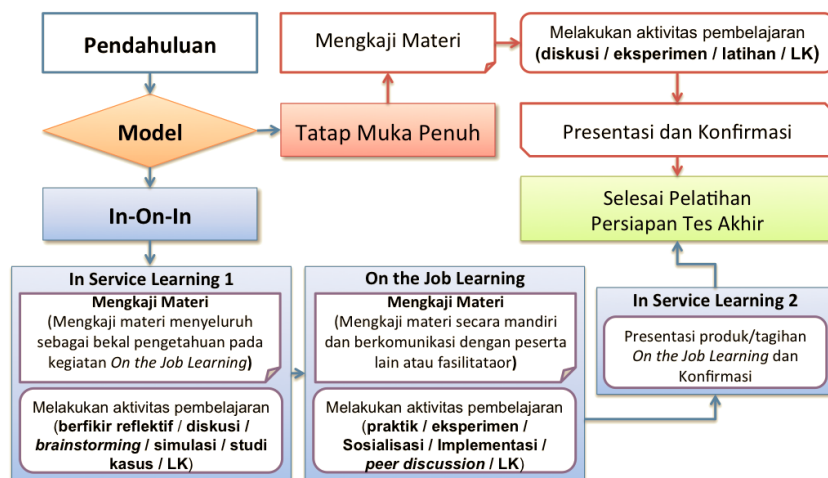 Pendahuluan
Model
Tatap Muka Penuh
Mengkaji Materi
Melakukan aktivitas pembelajaran
(diskusi / eksperimen / latihan / LK)
Presentasi dan Konfirmasi
Selesai Pelatihan
Persiapan Tes Akhir
In-On-In
In Service Learning 1
Mengkaji Materi
(Mengkaji materi menyeluruh
sebagai bekal pengetahuan pada
kegiatan On the Job Learning)
Melakukan aktivitas pembelajaran
(berfikir reflektif / diskusi /
brainstorming / simulasi / studi
kasus / LK)
On the Job Learning
Mengkaji Materi
(Mengkaji materi secara mandiri
dan berkomunikasi dengan peserta
lain atau fasilitataor)
Melakukan aktivitas pembelajaran
(praktik / eksperimen /
Sosialisasi / Implementasi /
peer discussion / LK)
In Service Learning 2
Presentasi produk/tagihan
On the Job Learning dan
Konfirmasi